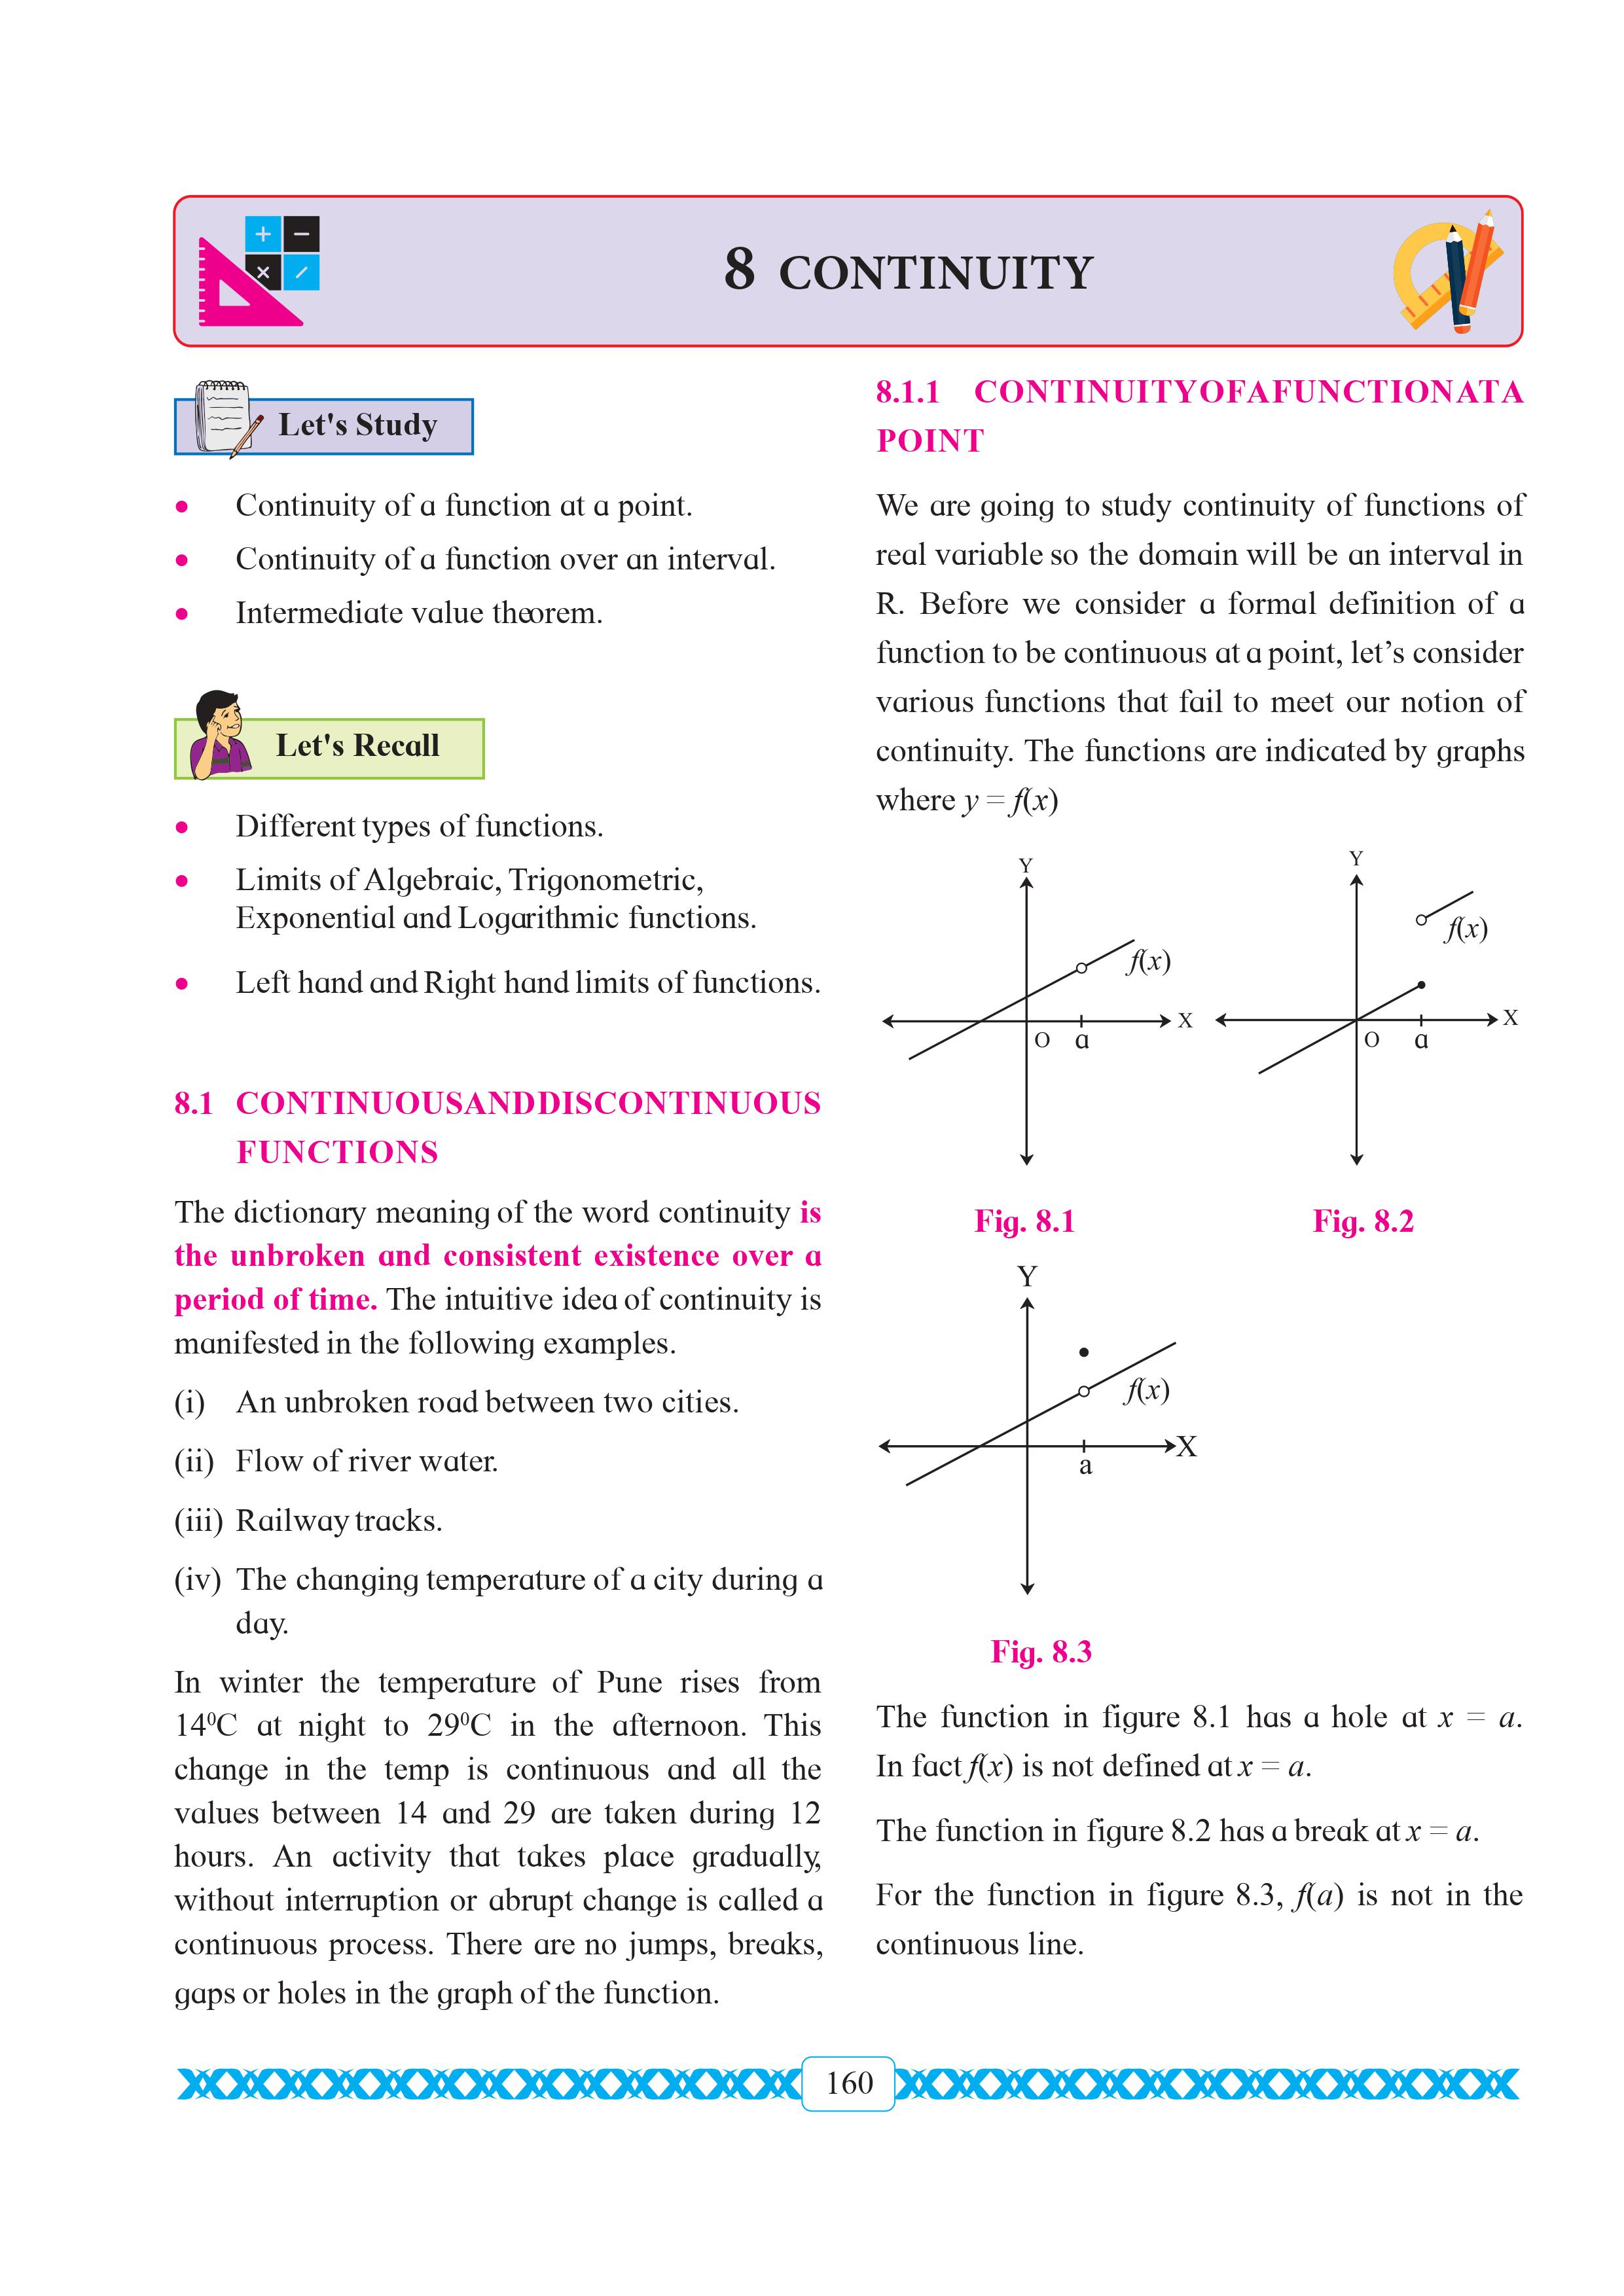 8 CONTINUITY
Let's Study
• Continuity of a function at a point.
• Continuity of a function over an interval.
• Intermediate value theorem.
Let's Recall
• Different types of functions.
• Limits of Algebraic, Trigonometric,
Exponential and Logarithmic functions.
• Left hand and Right hand limits of functions.
8.1 CONTINUOUS AND DISCONTINUOUS
FUNCTIONS
The dictionary meaning of the word continuity is
the unbroken and consistent existence over a
period of time. The intuitive idea of continuity is
manifested in the following examples.
(i) An unbroken road between two cities.
(ii) Flow of river water.
(iii) Railway tracks.
(iv) The changing temperature of a city during a
day.
In winter the temperature of Pune rises from
14⁰C at night to 29⁰C in the afternoon. This
change in the temp is continuous and all the
values between 14 and 29 are taken during 12
hours. An activity that takes place gradually,
without interruption or abrupt change is called a
continuous process. There are no jumps, breaks,
gaps or holes in the graph of the function.
8.1.1 CONTINUITY OF A FUNCTION AT A
POINT
We are going to study continuity of functions of
real variable so the domain will be an interval in
R. Before we consider a formal definition of a
function to be continuous at a point, let’s consider
various functions that fail to meet our notion of
continuity. The functions are indicated by graphs
where y = f(x)
Y
f(x)
X
O a
Y
f(x)
X
O a
Fig. 8.1
Fig. 8.2
Y
f(x)
X
a
Fig. 8.3
The function in figure 8.1 has a hole at x = a.
In fact f(x) is not defined at x = a.
The function in figure 8.2 has a break at x = a.
For the function in figure 8.3, f(a) is not in the
continuous line.
160